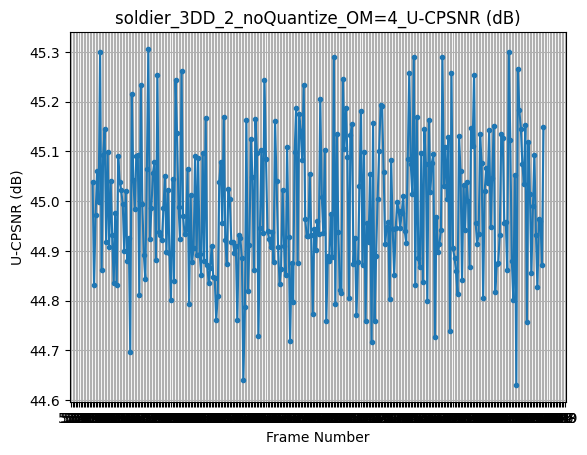 soldier_3DD_2_noQuantize_OM=4_U-CPSNR (dB)
45.3
45.2
45.1
45.0
44.9
44.8
44.7
44.6
U-CPSNR (dB)
Frame Number